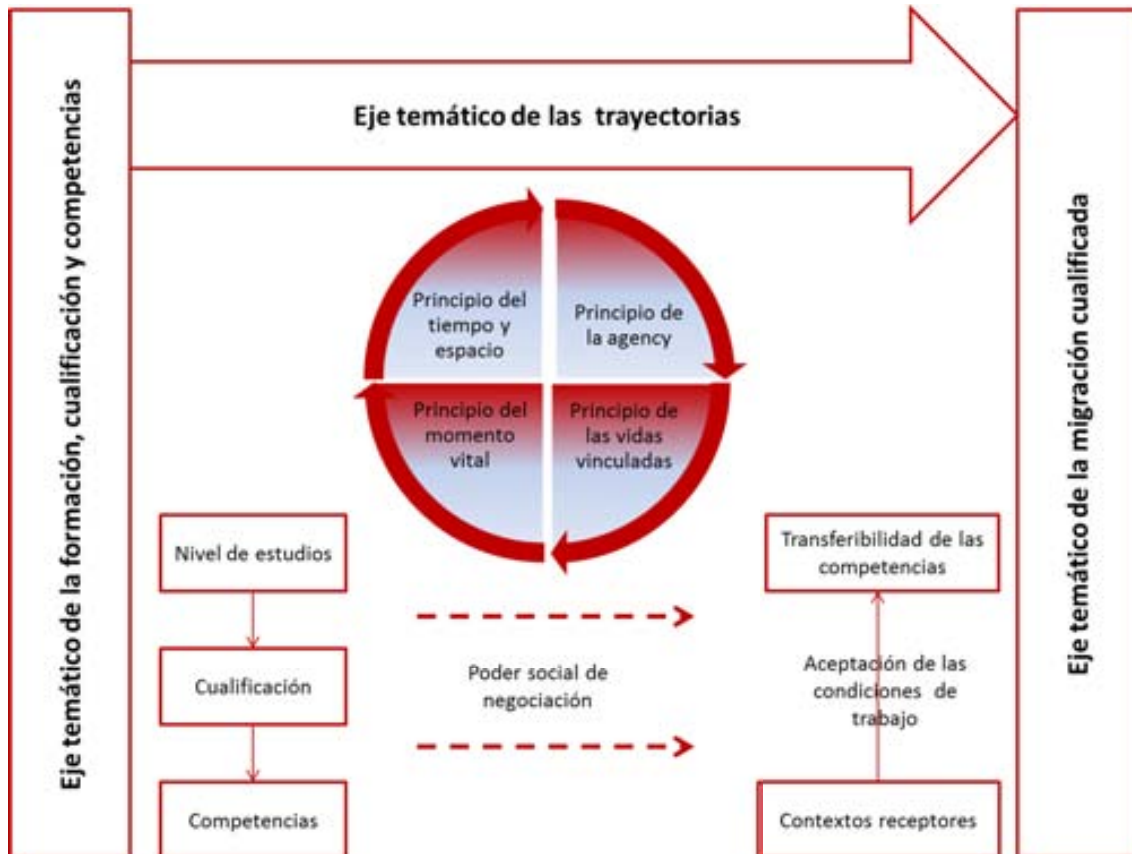 Eje temático de la formación, cualificación y competencias
Eje temático de las trayectorias
Principio del
tiempo y
espacio
Principio de
la agency
Principio del
momento
vital
Principio de
las vidas
vinculadas
Nivel de estudios
Cualificación
Competencias
Poder social de
negociación
Transferibilidad de las
competencias
Aceptación de las
condiciones de
trabajo
Contextos receptores
Eje temático de la migración cualificada